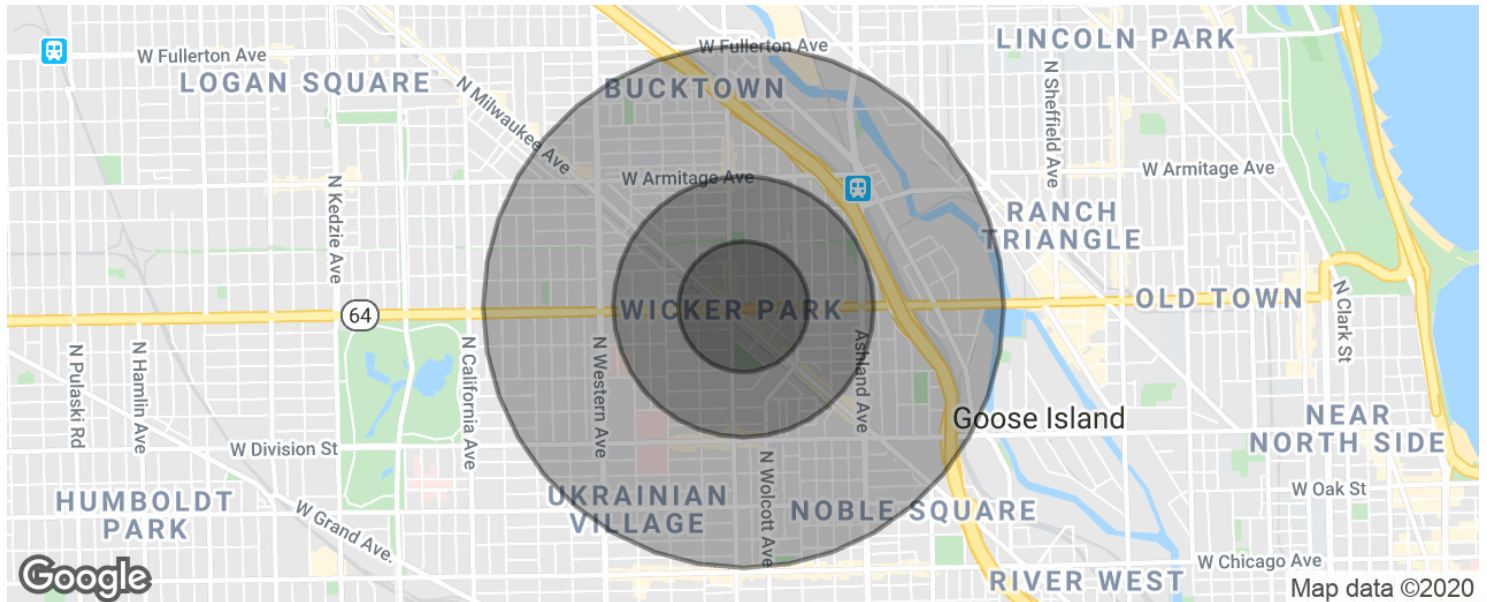 W Fullerton Ave
LINCOLN PARK
W Fullerton Ave
LOGAN SQUARE
BUCKTOWN
N Milwaukee Ave
N Sheffield Ave
W Armitage Ave
W Armitage Ave
N Kedzie Ave
RANCH
TRIANGLE
OLD TOWN
WICKER PARK
64
N Clark St
N Pulaski Rd
N Hamlin Ave
N California Ave
N Western Ave
Ashland Ave
Goose Island
NEAR
NORTH SIDE
W Division St
N Wolcott Ave
W Oak St
HUMBOLDT
PARK
UKRAINIAN
VILLAGE
NOBLE SQUARE
W Grand Ave.
W Chicago Ave
RIVER WEST
Google
Map data ©2020